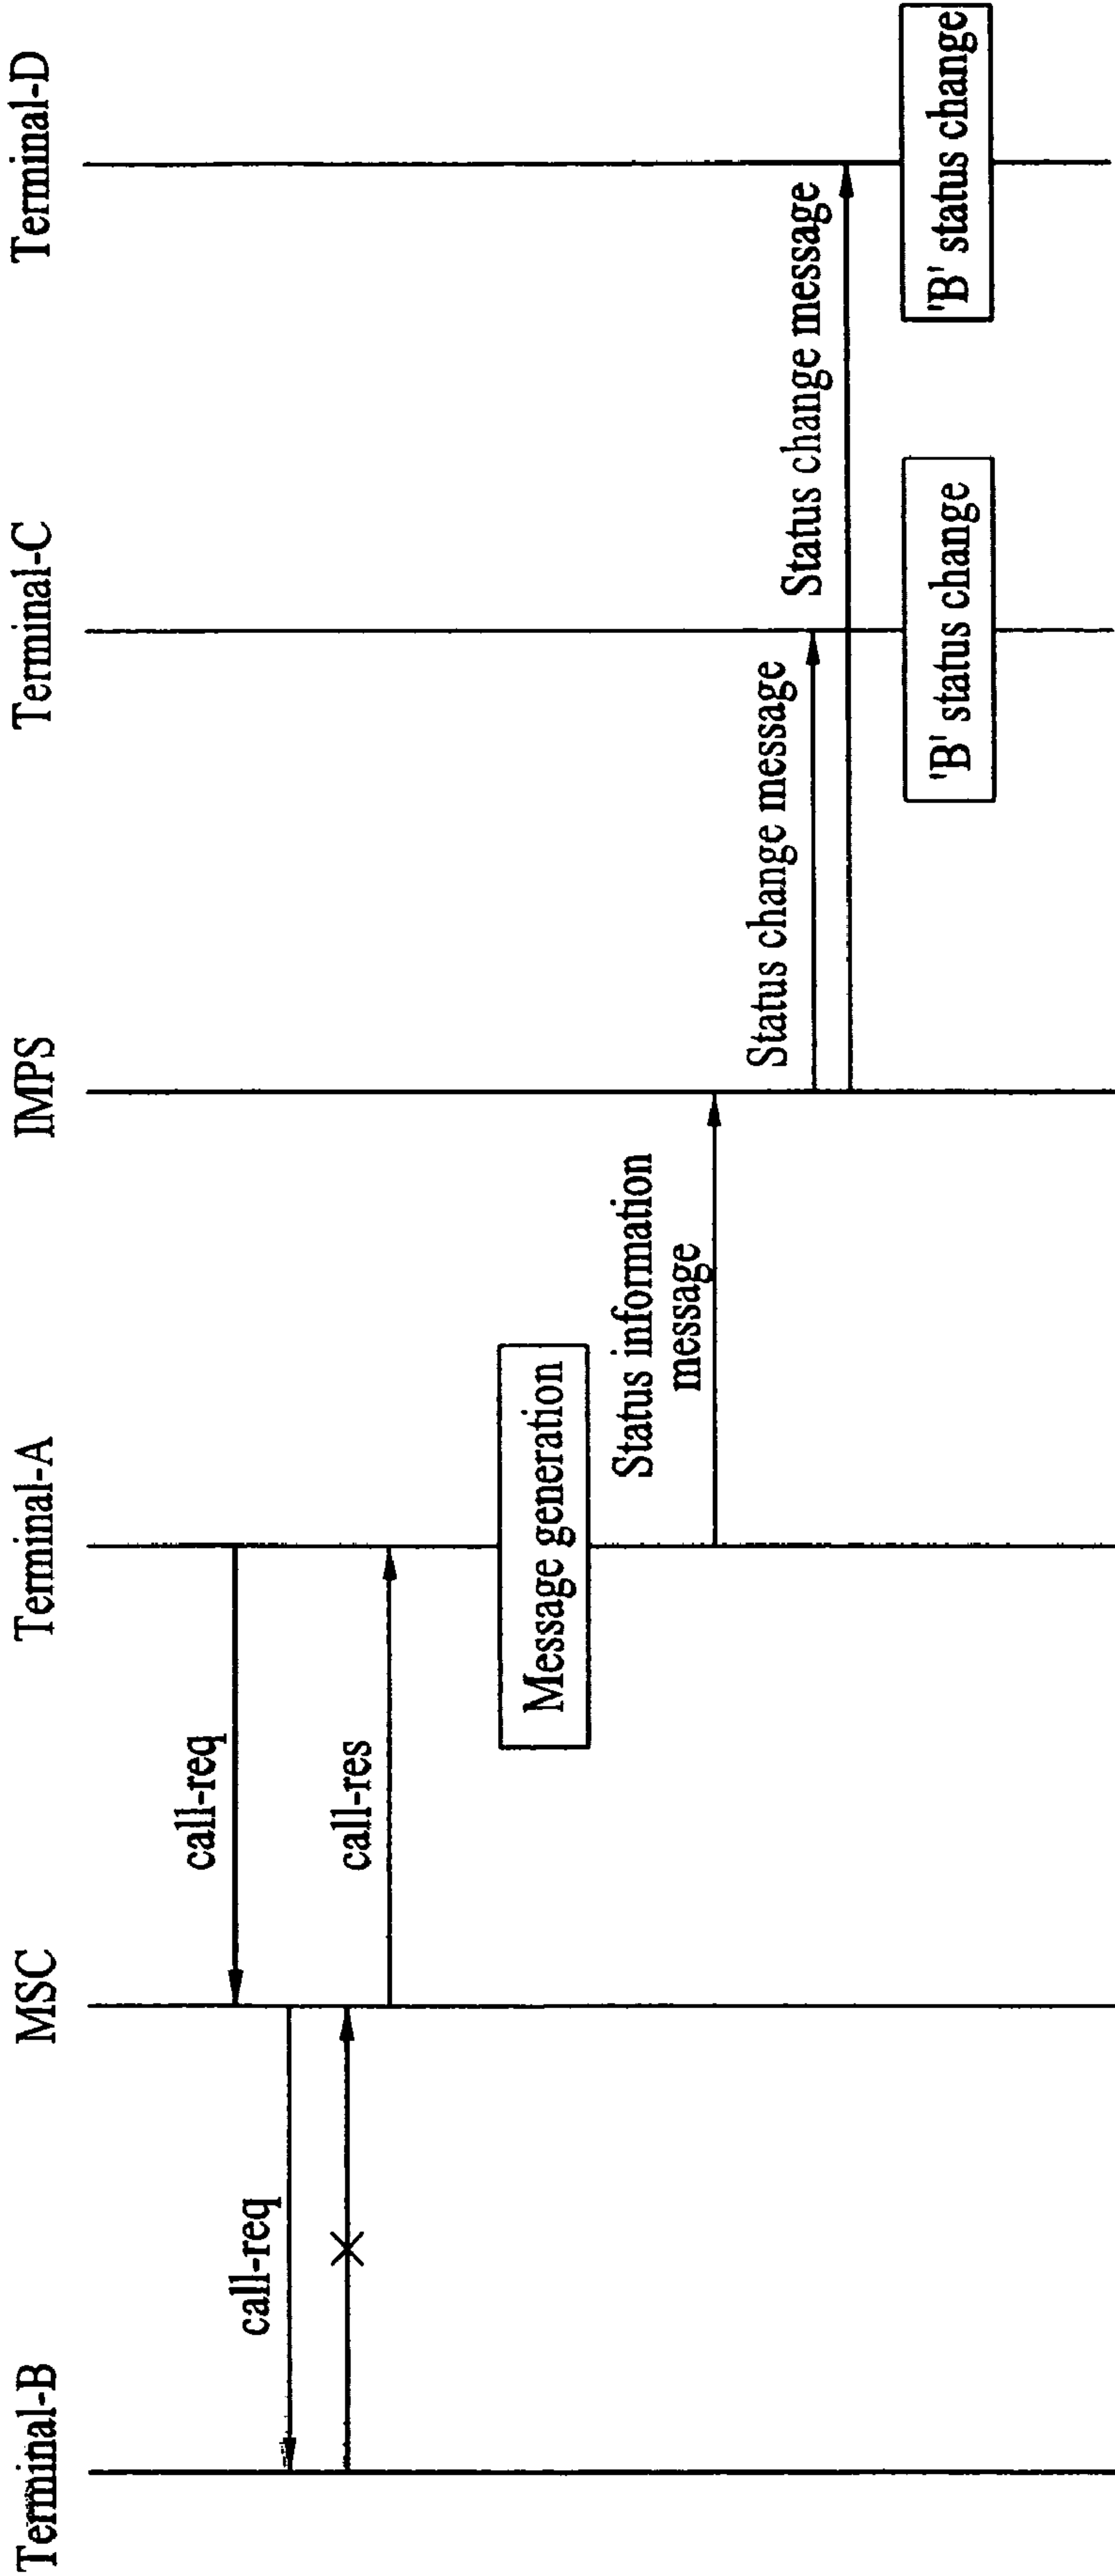 Terminal-B
MSC
Terminal-A
IMPS
Terminal-C
Terminal-D
call-req
call-req
call-res
Message generation
Status information
message
Status change message
Status change message
'B' status change
'B' status change